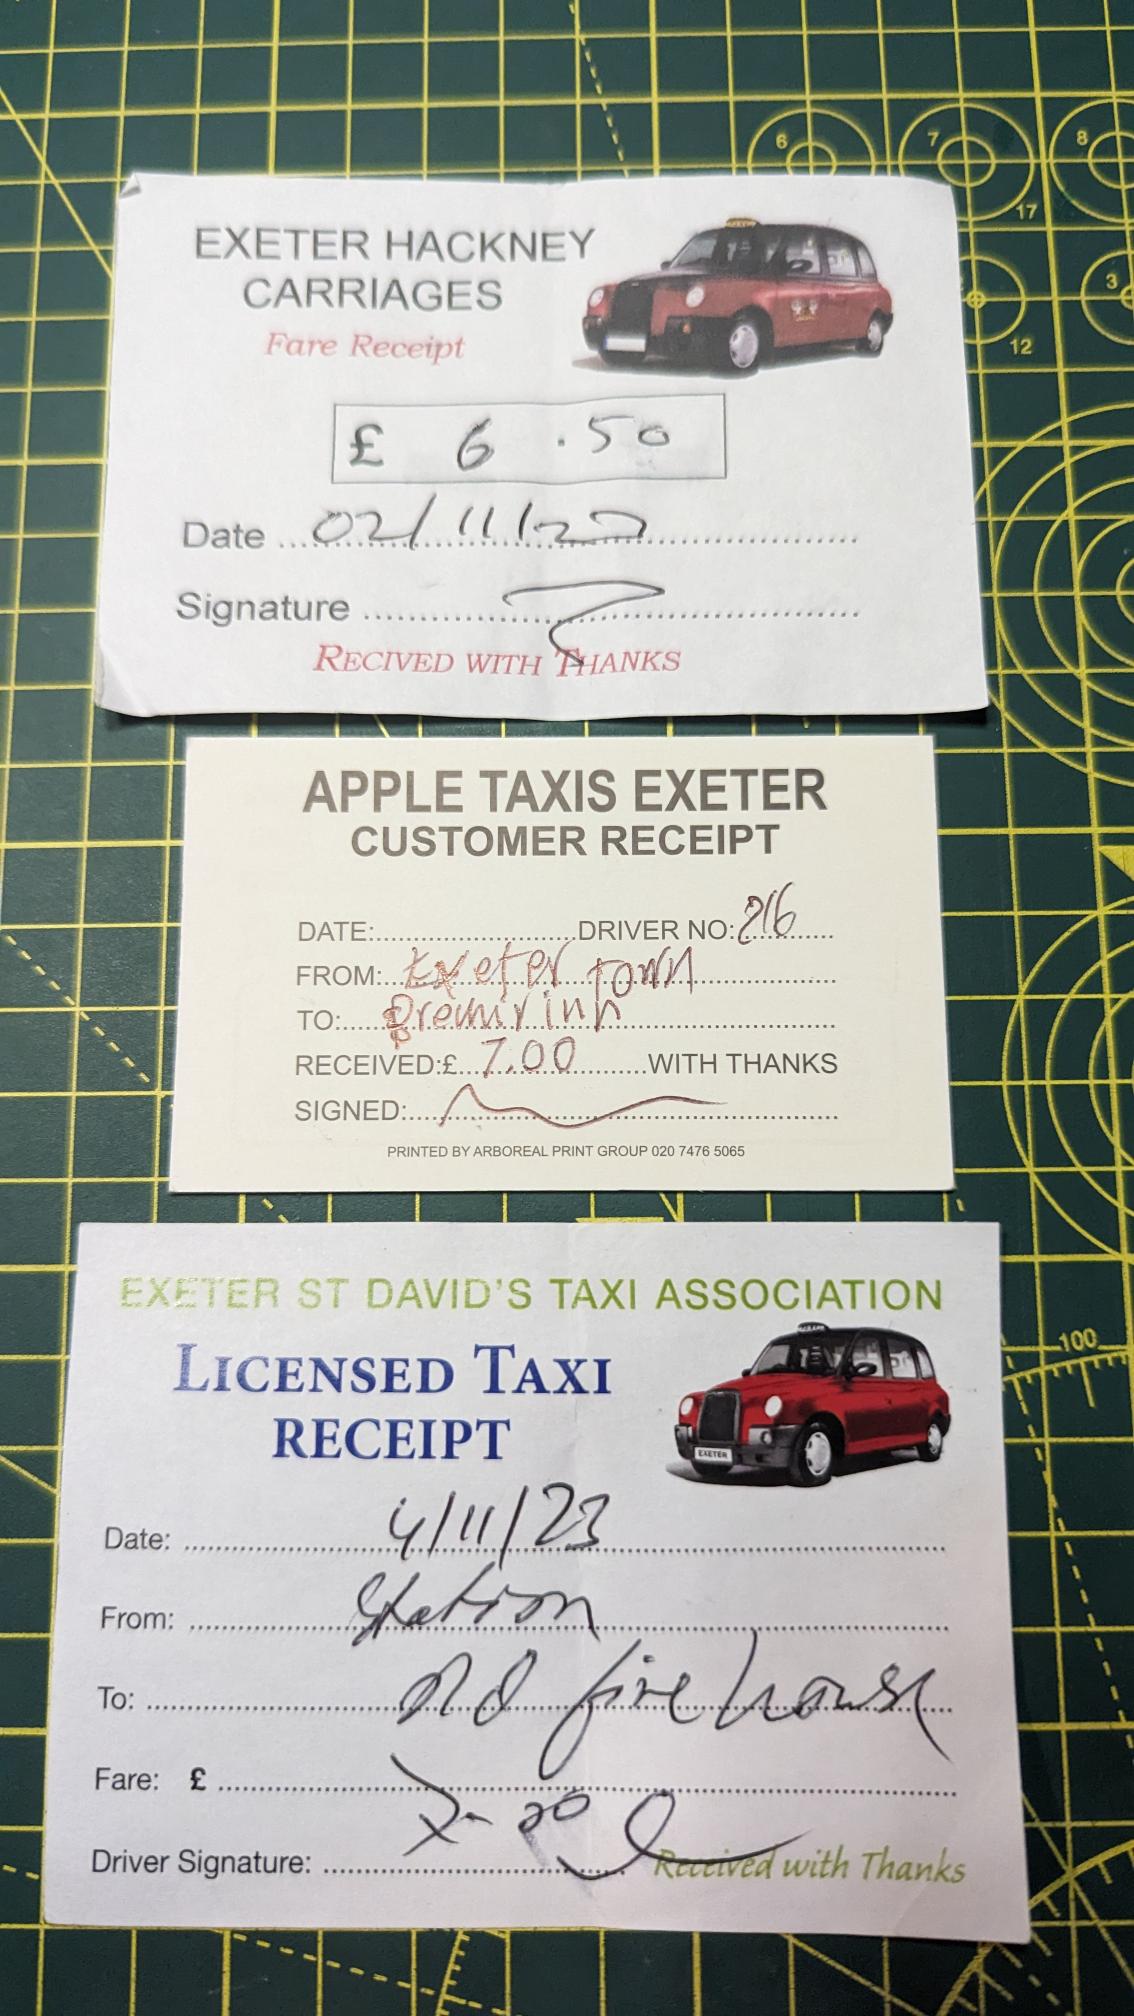 6
7
8
17
3
12
EXETER HACKNEY
CARRIAGES
Fare Receipt
£ 6.50
Date 02/11/22
Signature
RECIVED WITH THANKS
APPLE TAXIS EXETER
CUSTOMER RECEIPT
DATE: DRIVER NO: 216
FROM: Exeter town
TO: Premir inn
RECEIVED:£ 7.00 WITH THANKS
SIGNED:
PRINTED BY ARBOREAL PRINT GROUP 020 7476 5065
EXETER ST DAVID'S TAXI ASSOCIATION
LICENSED TAXI
RECEIPT
EXETER
100
Date: 4/11/23
From: Station
To: Old fire house
Fare: £ 7-20
Driver Signature: Received with Thanks